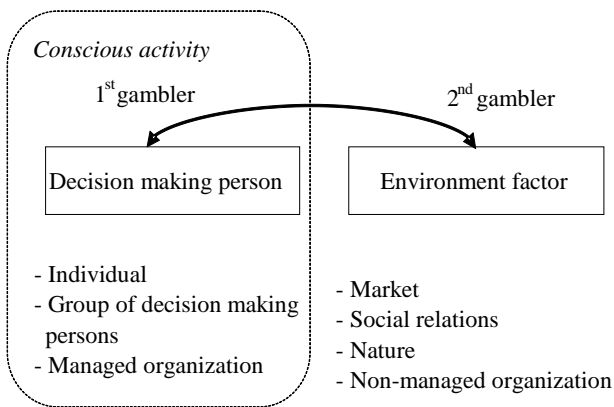 Conscious activity
1st gambler
2nd gambler
Decision making person
Environment factor
- Individual
- Group of decision making
persons
- Managed organization
- Market
- Social relations
- Nature
- Non-managed organization